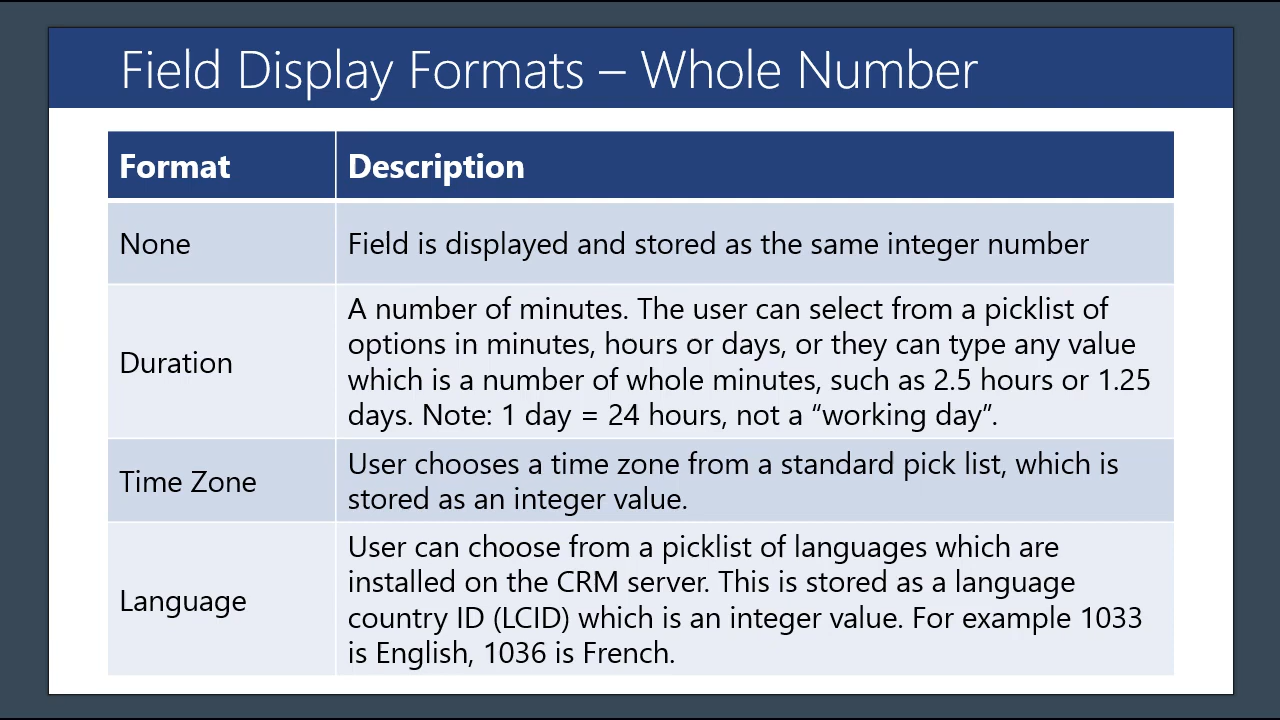 Field Display Formats – Whole Number
Format
Description
None
Field is displayed and stored as the same integer number
Duration
A number of minutes. The user can select from a picklist of
options in minutes, hours or days, or they can type any value
which is a number of whole minutes, such as 2.5 hours or 1.25
days. Note: 1 day = 24 hours, not a “working day”.
Time Zone
User chooses a time zone from a standard pick list, which is
stored as an integer value.
Language
User can choose from a picklist of languages which are
installed on the CRM server. This is stored as a language
country ID (LCID) which is an integer value. For example 1033
is English, 1036 is French.